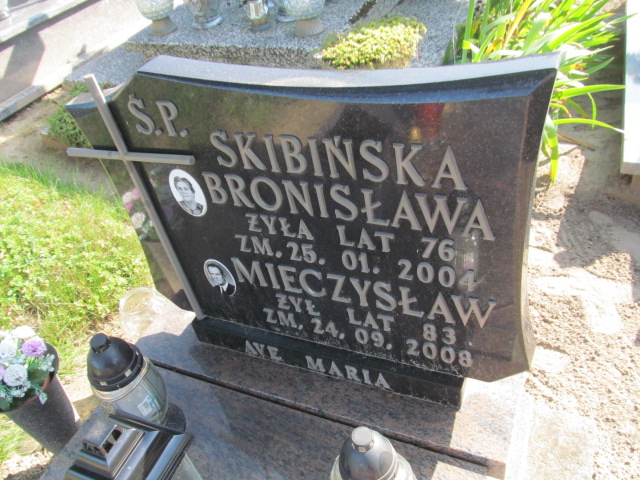 Ś.P.
SKIBIŃSKA
BRONISŁAWA
ŻYŁA LAT 76
ZM. 25. 01. 2004
MIECZYSŁAW
ŻYŁ LAT 83
ZM. 24. 09. 2008
AVE MARIA